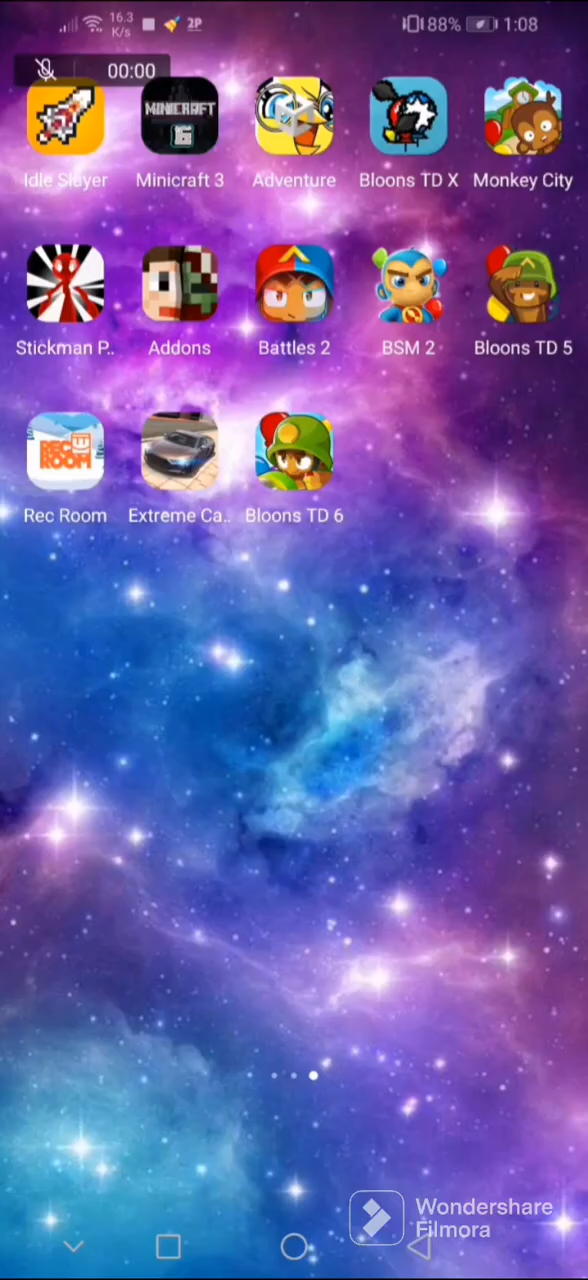 16.3
K/s
2P
88%
1:08
00:00
MINICRAFT
Idle Slayer
Minicraft 3
Adventure
Bloons TD X
Monkey City
Stickman P..
Addons
Battles 2
BSM 2
Bloons TD 5
REC
ROOM
Rec Room
Extreme Ca..
Bloons TD 6
Wondershare
Filmora